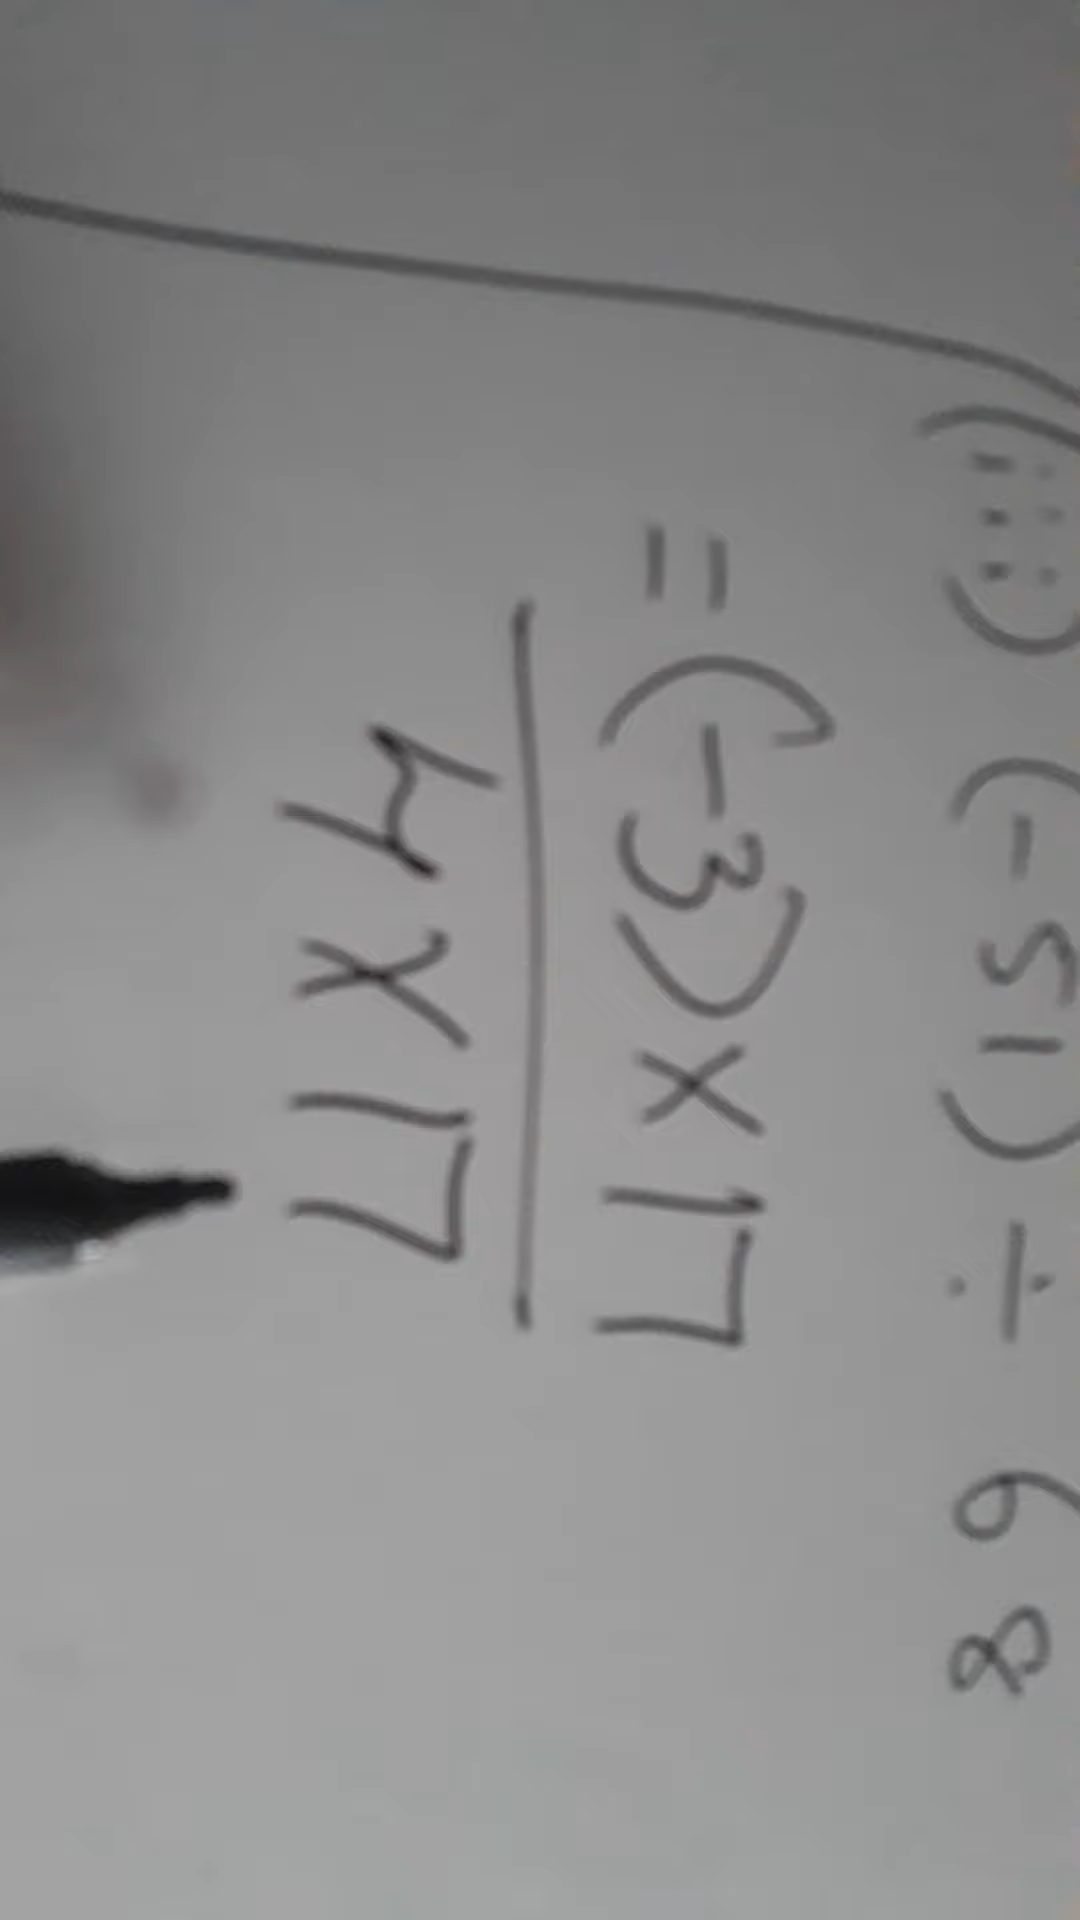 (iii) (-51) ÷ 68
= (-3) × 17
4 × 17